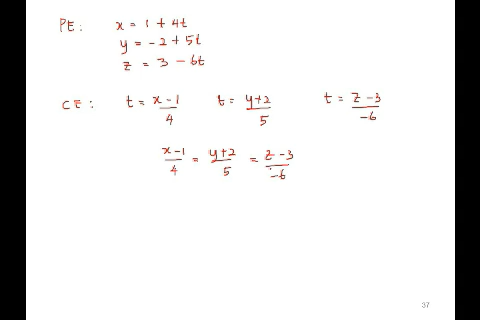 PE: x = 1 + 4t
y = -2 + 5t
z = 3 - 6t
CE: t = x-1/4 t = y+2/5 t = z-3/-6
x-1/4 = y+2/5 = z-3/-6
37